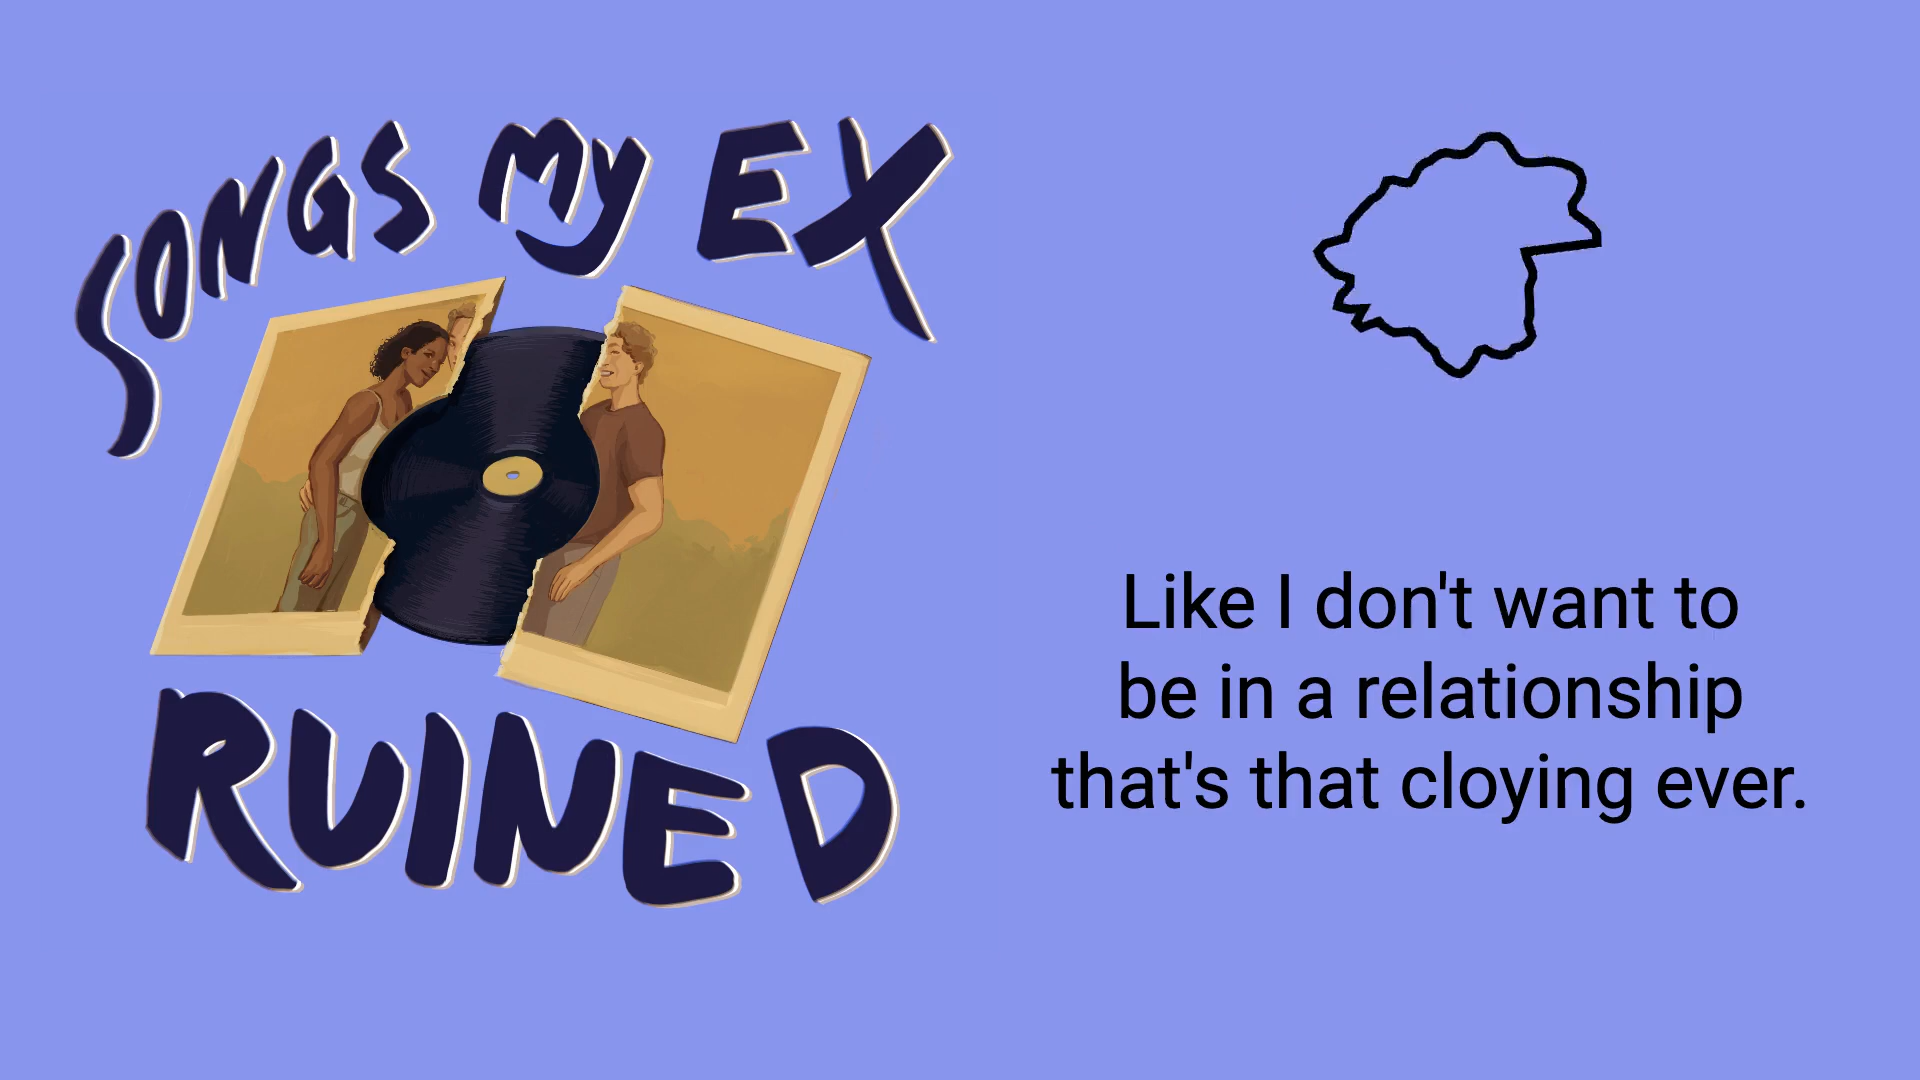 SONGS MY EX
RUINED
Like I don't want to
be in a relationship
that's that cloying ever.